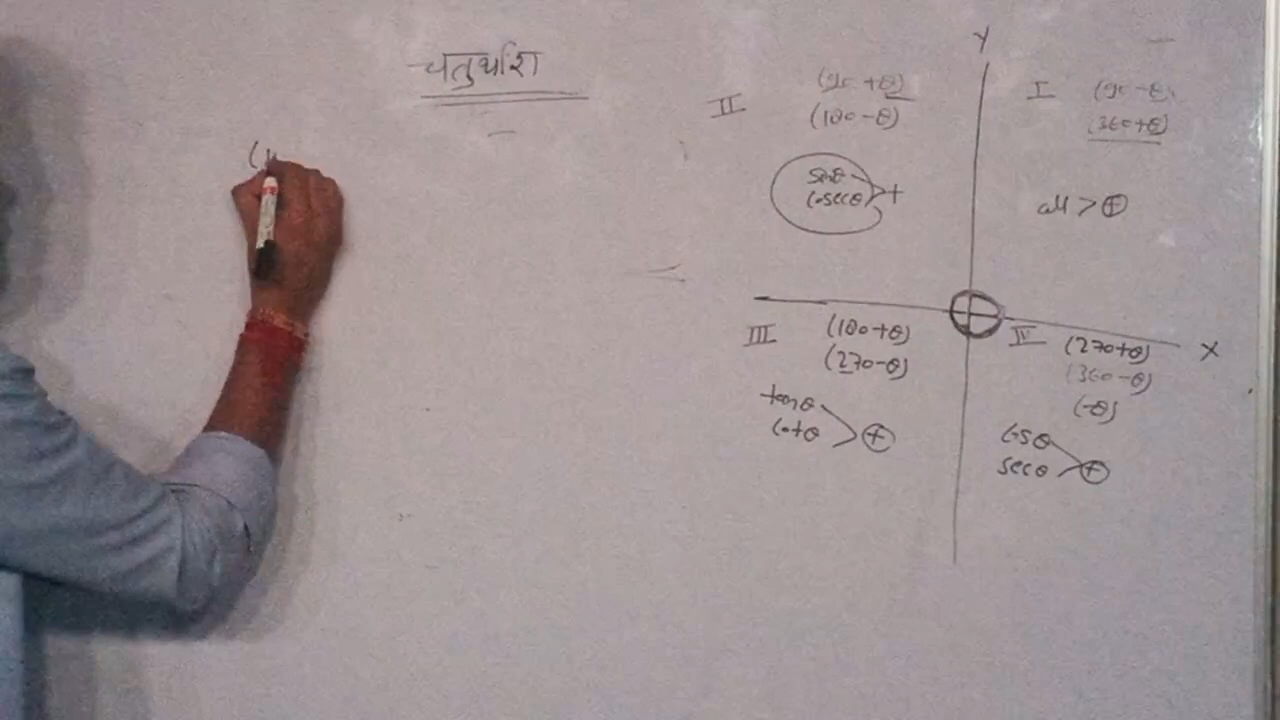 चतुर्थांश
Y
II
(90+θ)
(180-θ)
sinθ
cosecθ > +
I
(90-θ)
(360+θ)
all > ⊕
III
(180+θ)
(270-θ)
tanθ
cotθ > ⊕
IV
(270+θ)
(360-θ)
(-θ)
X
cosθ
secθ > ⊕